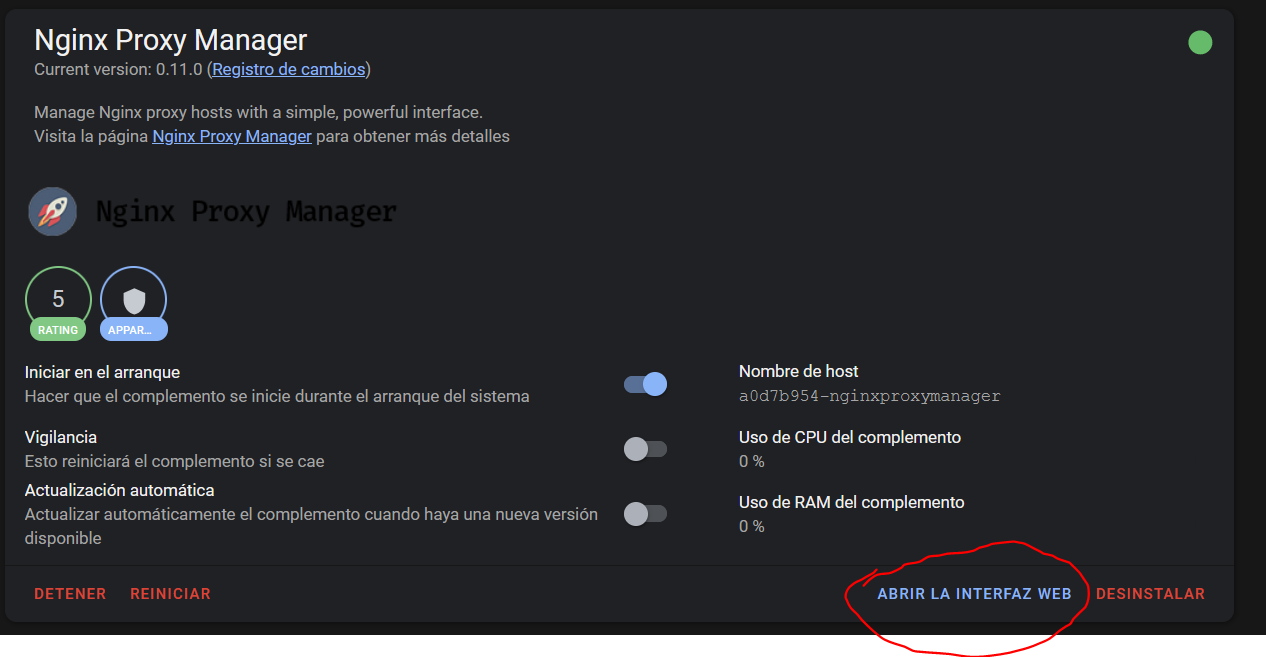 Nginx Proxy Manager
Current version: 0.11.0 (Registro de cambios)
Manage Nginx proxy hosts with a simple, powerful interface.
Visita la página Nginx Proxy Manager para obtener más detalles
Nginx Proxy Manager
5
RATING
APPAR...
Iniciar en el arranque
Hacer que el complemento se inicie durante el arranque del sistema
Vigilancia
Esto reiniciará el complemento si se cae
Actualización automática
Actualizar automáticamente el complemento cuando haya una nueva versión
disponible
Nombre de host
a0d7b954-nginxproxymanager
Uso de CPU del complemento
0 %
Uso de RAM del complemento
0 %
DETENER
REINICIAR
ABRIR LA INTERFAZ WEB
DESINSTALAR